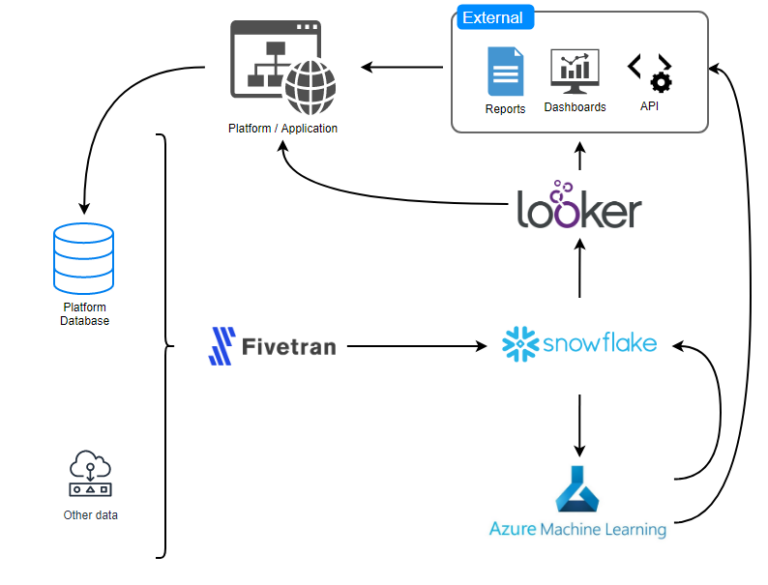 External
Reports
Dashboards
API
Platform / Application
looker
Platform
Database
Fivetran
snowflake
Other data
Azure Machine Learning